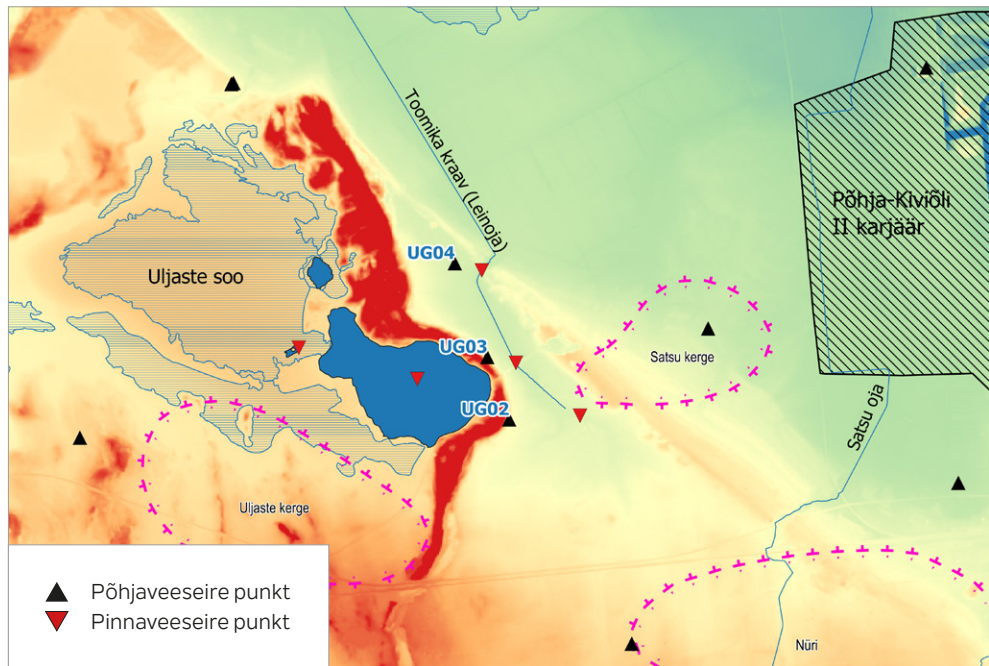 Toomika kraav (Leinoja)
Põhja-Kiviõli
II karjäär
UG04
Uljaste soo
UG03
Satsu kerge
UG02
Satsu oja
Uljaste kerge
Põhjaveeseire punkt
Pinnaveeseire punkt
Nüri